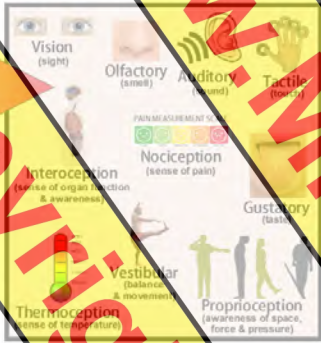 Vision
(sight)
Olfactory
(smell)
Auditory
(sound)
Tactile
(touch)
PAIN MEASUREMENT SCALE
Nociception
(sense of pain)
Interoception
(sense of organ function
& awareness)
Gustatory
(taste)
Vestibular
(balance
& movement)
Thermoception
(sense of temperature)
Proprioception
(awareness of space,
force & pressure)